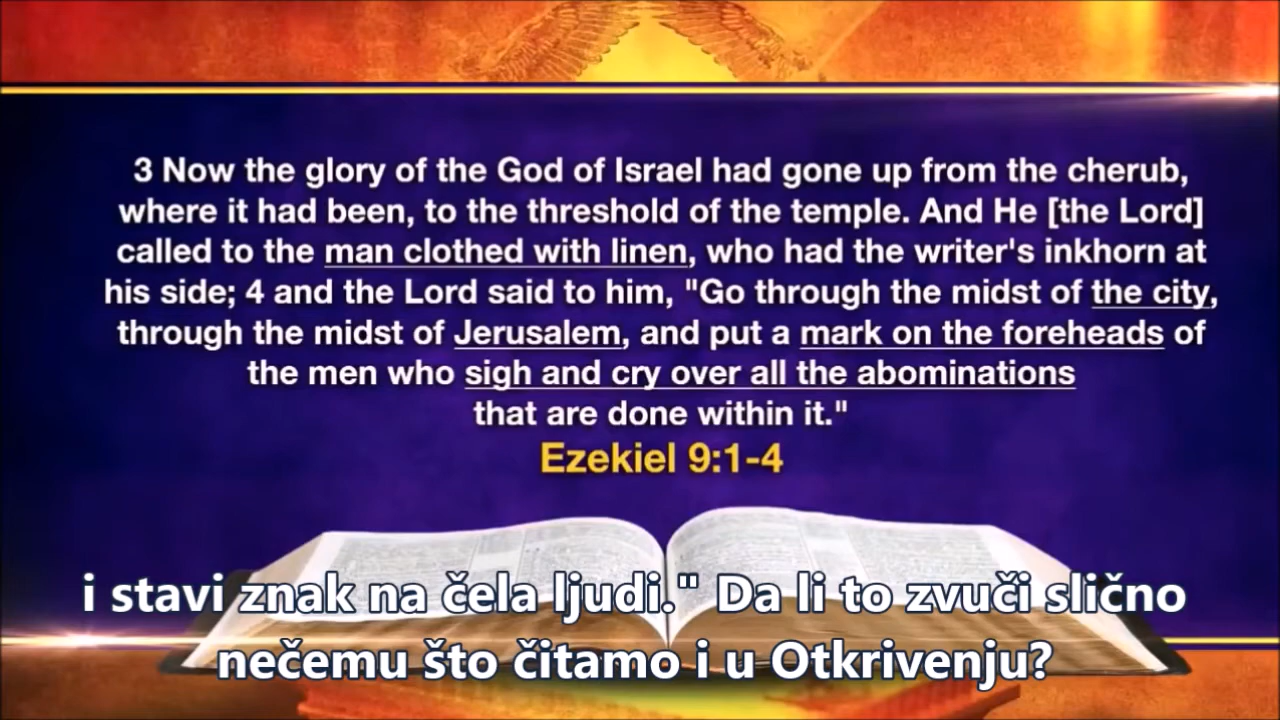 3 Now the glory of the God of Israel had gone up from the cherub,
where it had been, to the threshold of the temple. And He [the Lord]
called to the man clothed with linen, who had the writer's inkhorn at
his side; 4 and the Lord said to him, "Go through the midst of the city,
through the midst of Jerusalem, and put a mark on the foreheads of
the men who sigh and cry over all the abominations
that are done within it."
Ezekiel 9:1-4
i stavi znak na čela ljudi." Da li to zvuči slično
nečemu što čitamo i u Otkrivenju?